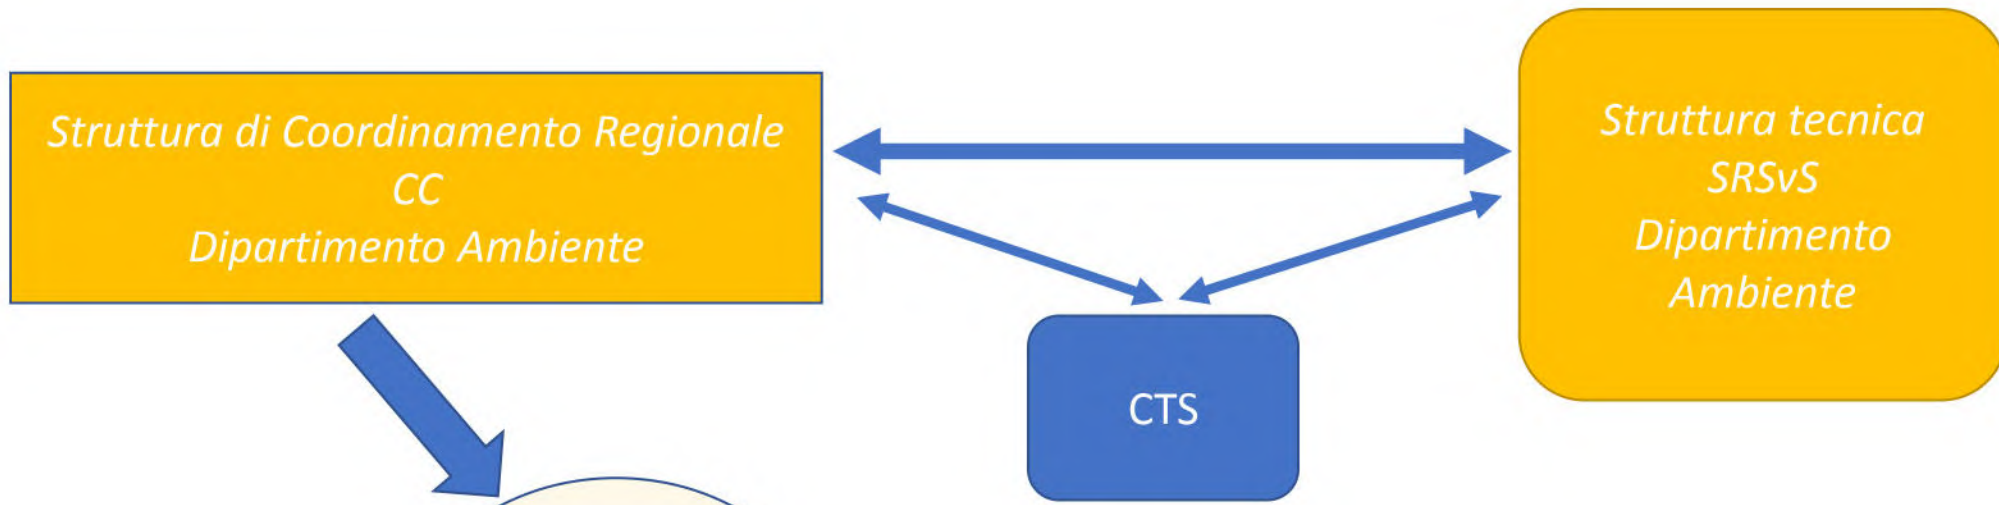 Struttura di Coordinamento Regionale
CC
Dipartimento Ambiente
Struttura tecnica
SRSvS
Dipartimento
Ambiente
CTS